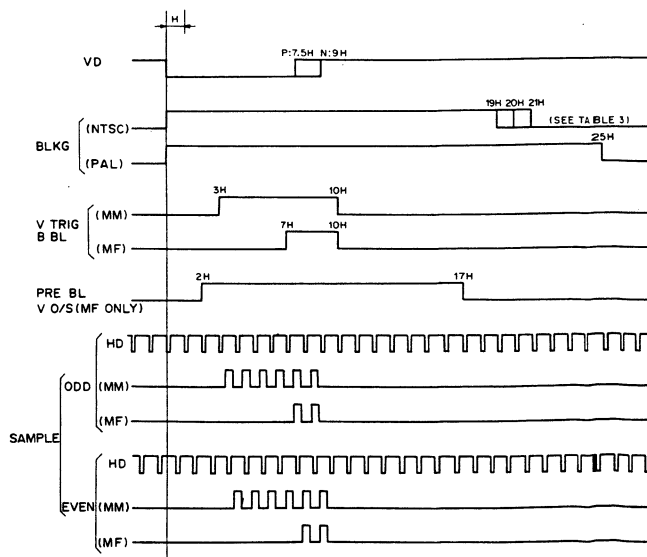 H
P:7.5H N:9H
VD
19H 20H 21H
(NTSC) (SEE TABLE 3)
BLKG
25H
(PAL)
3H 10H
(MM)
V TRIG
B BL
7H 10H
(MF)
2H 17H
PRE BL
V O/S(MF ONLY)
HD
ODD (MM)
(MF)
SAMPLE
HD
EVEN (MM)
(MF)